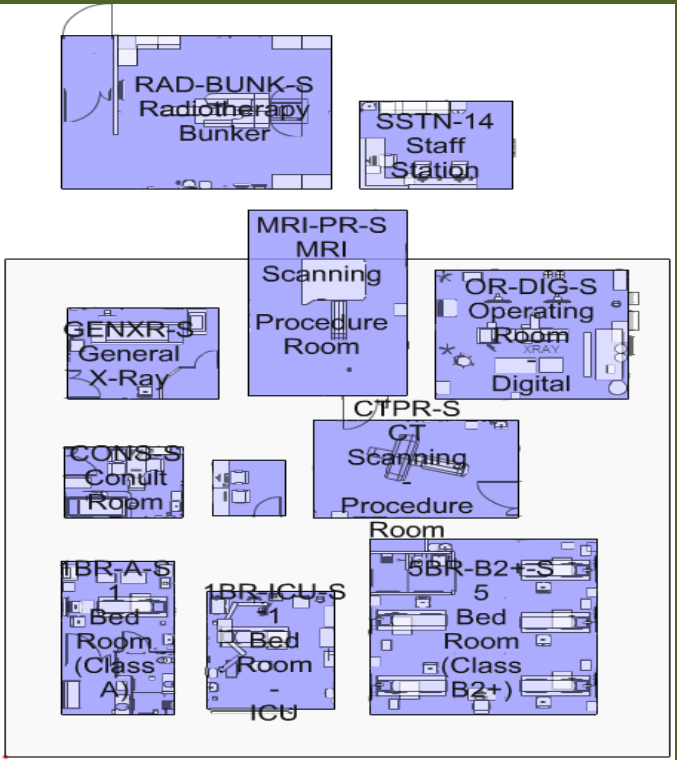 RAD-BUNK-S
Radiotherapy
Bunker
SSTN-14
Staff
Station
MRI-PR-S
MRI
Scanning
-
Procedure
Room
OR-DIG-S
Operating
Room
XRAY
-
Digital
GENXR-S
General
X-Ray
CTPR-S
CT
Scanning
-
Procedure
Room
CONS-S
Conult
Room
1BR-A-S
1
Bed
Room
(Class
A)
1BR-ICU-S
1
Bed
Room
-
ICU
5BR-B2+-S
5
Bed
Room
(Class
B2+)